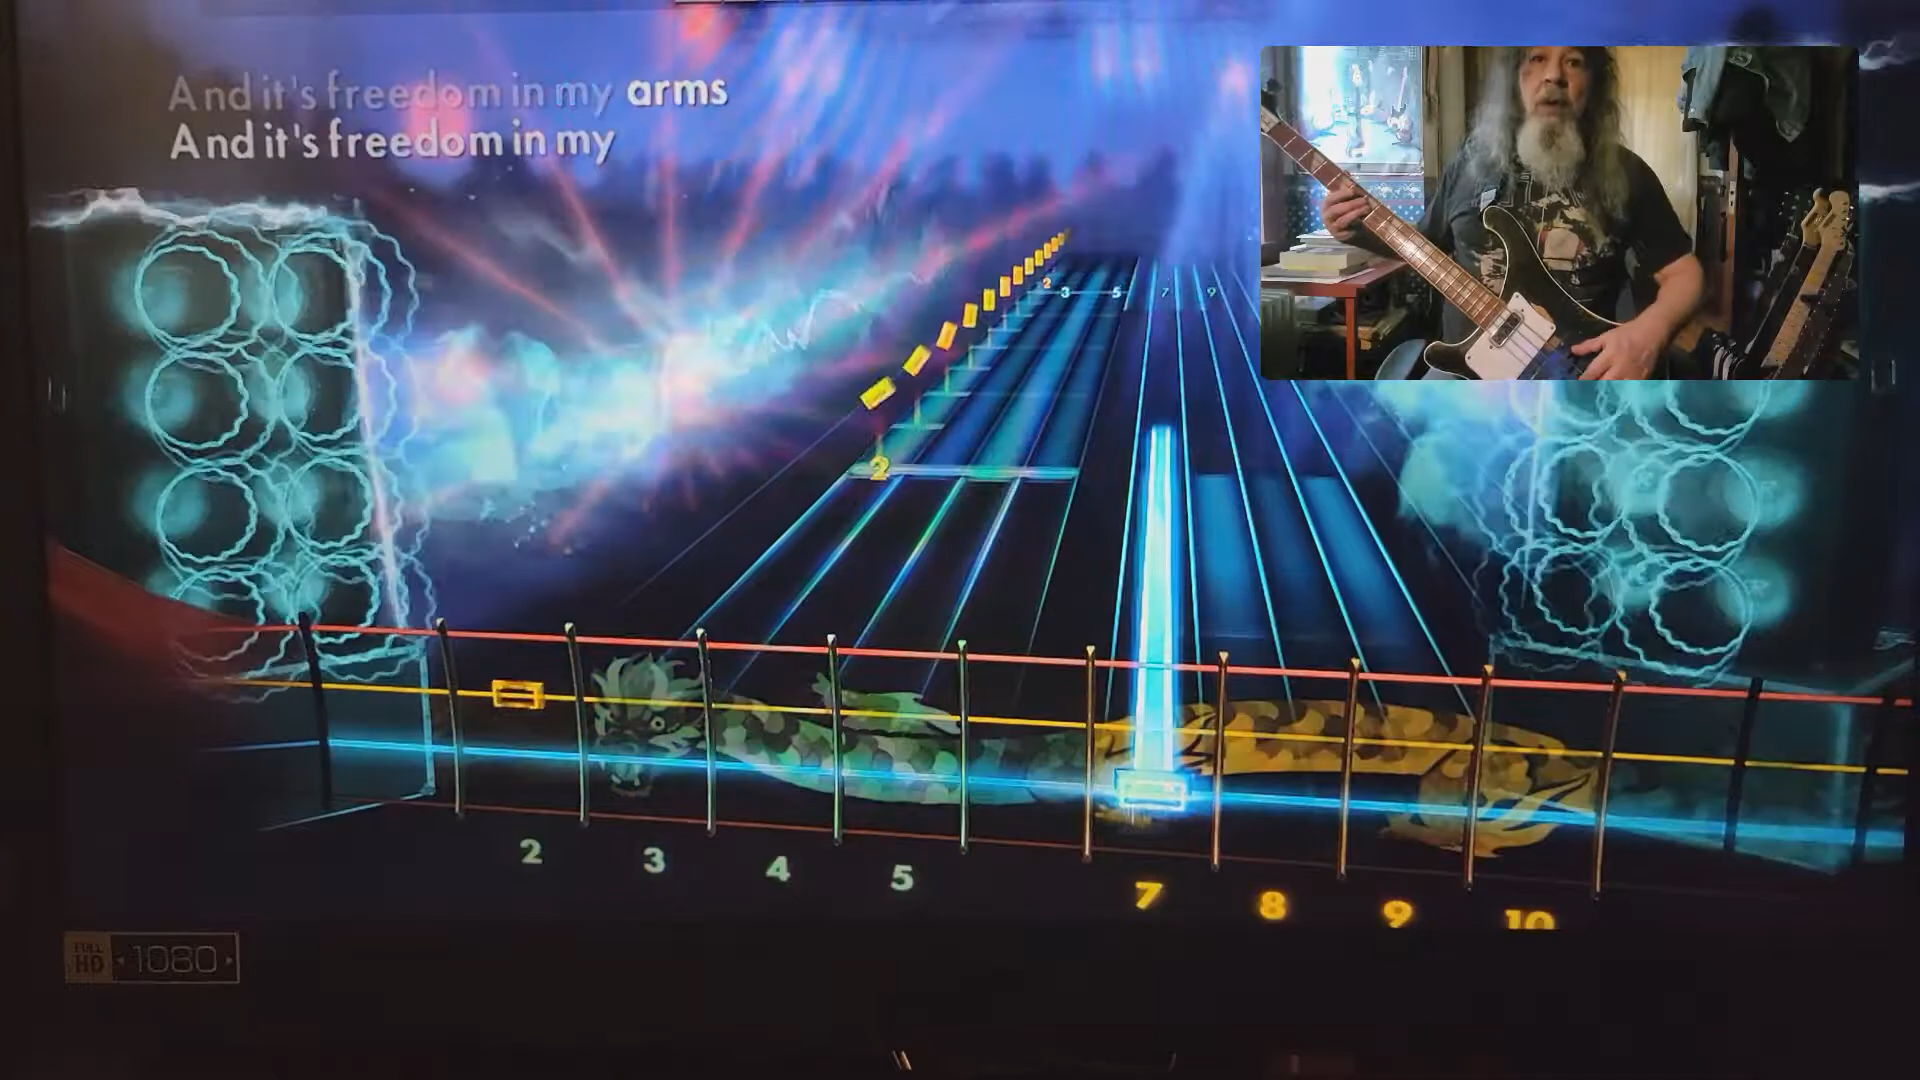 And it's freedom in my arms
And it's freedom in my
2 3 5 7 9
2
2 3 4 5 7 8 9 10
FULL HD 1080